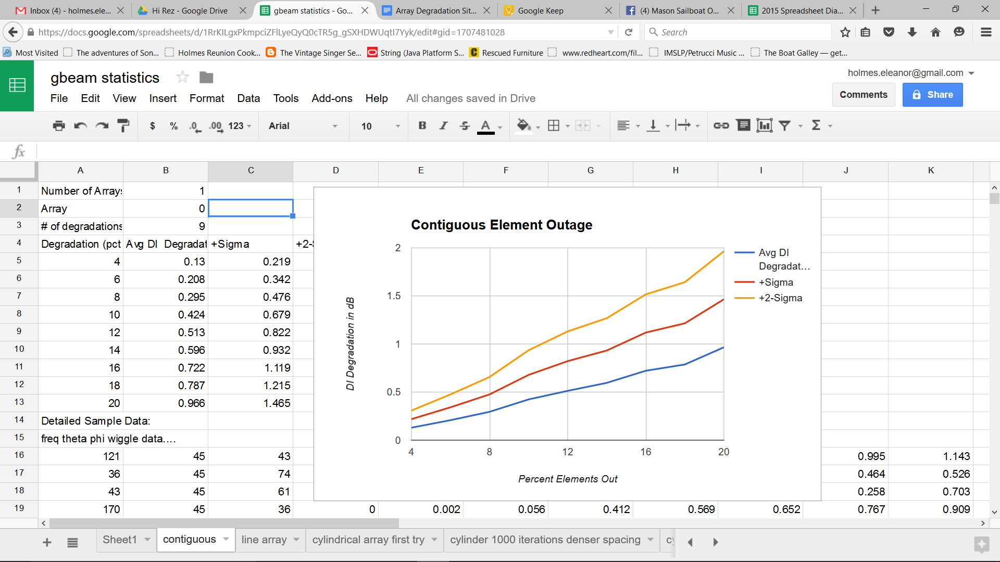 Inbox (4) - holmes.ele...
Hi Rez - Google Drive
gbeam statistics - Go...
Array Degradation Sit...
Google Keep
(4) Mason Sailboat O...
2015 Spreadsheet Dia...
https://docs.google.com/spreadsheets/d/1RrKILgxPkmpciZFlLyeQyQ0cTR5g_gSXHDWUqtI7Yyk/edit#gid=1707481028
Search
Most Visited
The adventures of Son...
Holmes Reunion Cook...
The Vintage Singer Se...
String (Java Platform S...
Rescued Furniture
www.redheart.com/fil...
IMSLP/Petrucci Music ...
The Boat Galley — get...
gbeam statistics
holmes.eleanor@gmail.com
File Edit View Insert Format Data Tools Add-ons Help All changes saved in Drive
Comments
Share
$ % .0 .00 123 Arial 10 B I S A Σ
fx
A B C D E F G H I J K
1 Number of Arrays 1
2 Array 0
3 # of degradations 9
4 Degradation (pct Avg DI Degradat +Sigma +2-S
5 4 0.13 0.219
6 6 0.208 0.342
7 8 0.295 0.476
8 10 0.424 0.679
9 12 0.513 0.822
10 14 0.596 0.932
11 16 0.722 1.119
12 18 0.787 1.215
13 20 0.966 1.465
14 Detailed Sample Data:
15 freq theta phi wiggle data....
16 121 45 43 0.995 1.143
17 36 45 74 0.464 0.526
18 43 45 61 0.258 0.703
19 170 45 36 0 0.002 0.056 0.412 0.569 0.652 0.767 0.909
Contiguous Element Outage
DI Degradation in dB
2
1.5
1
0.5
0
4 8 12 16 20
Percent Elements Out
Avg DI
Degradat...
+Sigma
+2-Sigma
Sheet1
contiguous
line array
cylindrical array first try
cylinder 1000 iterations denser spacing